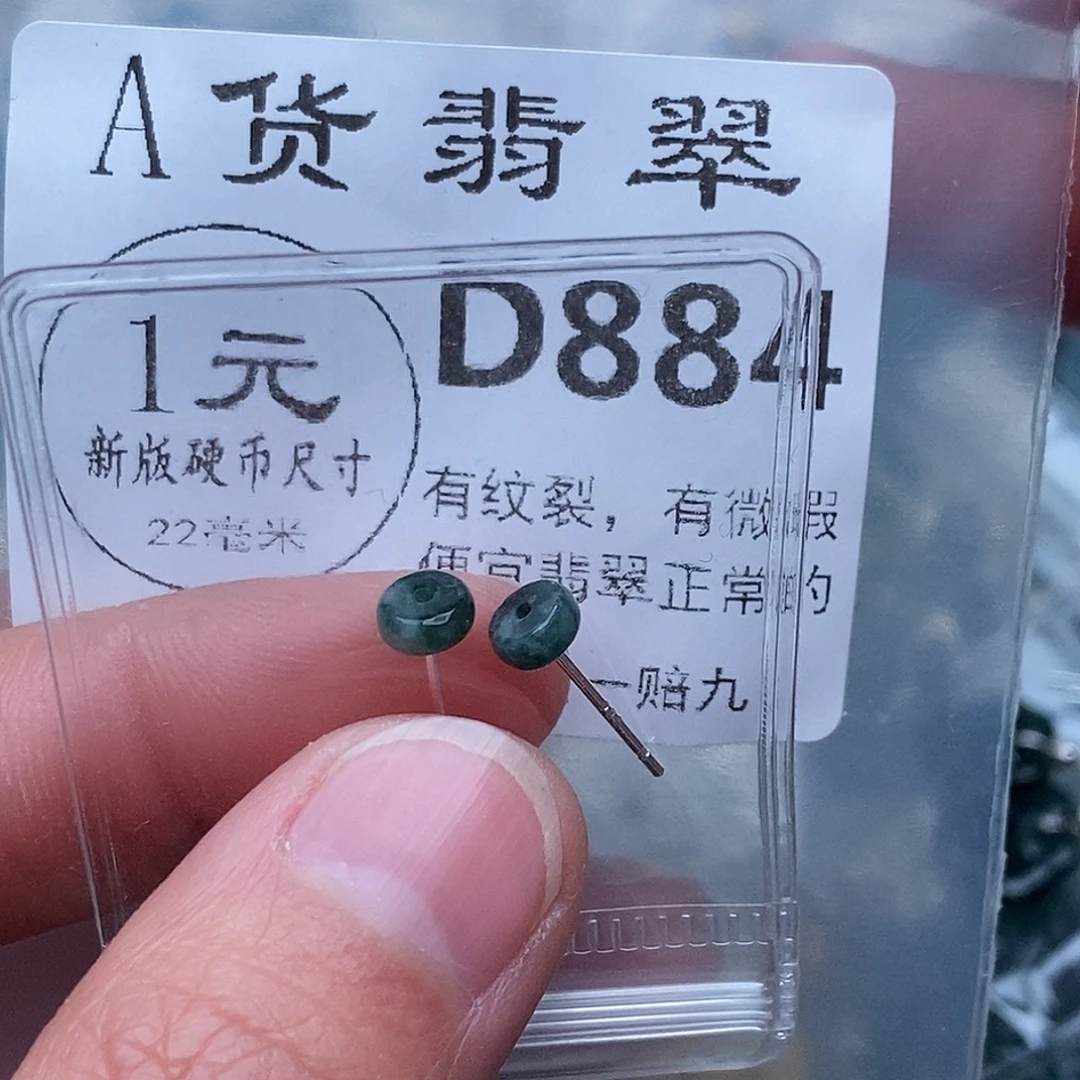 A货翡翠
1元
新版硬币尺寸
22毫米
D884
有纹裂，有微瑕
便宜翡翠正常的
一赔九